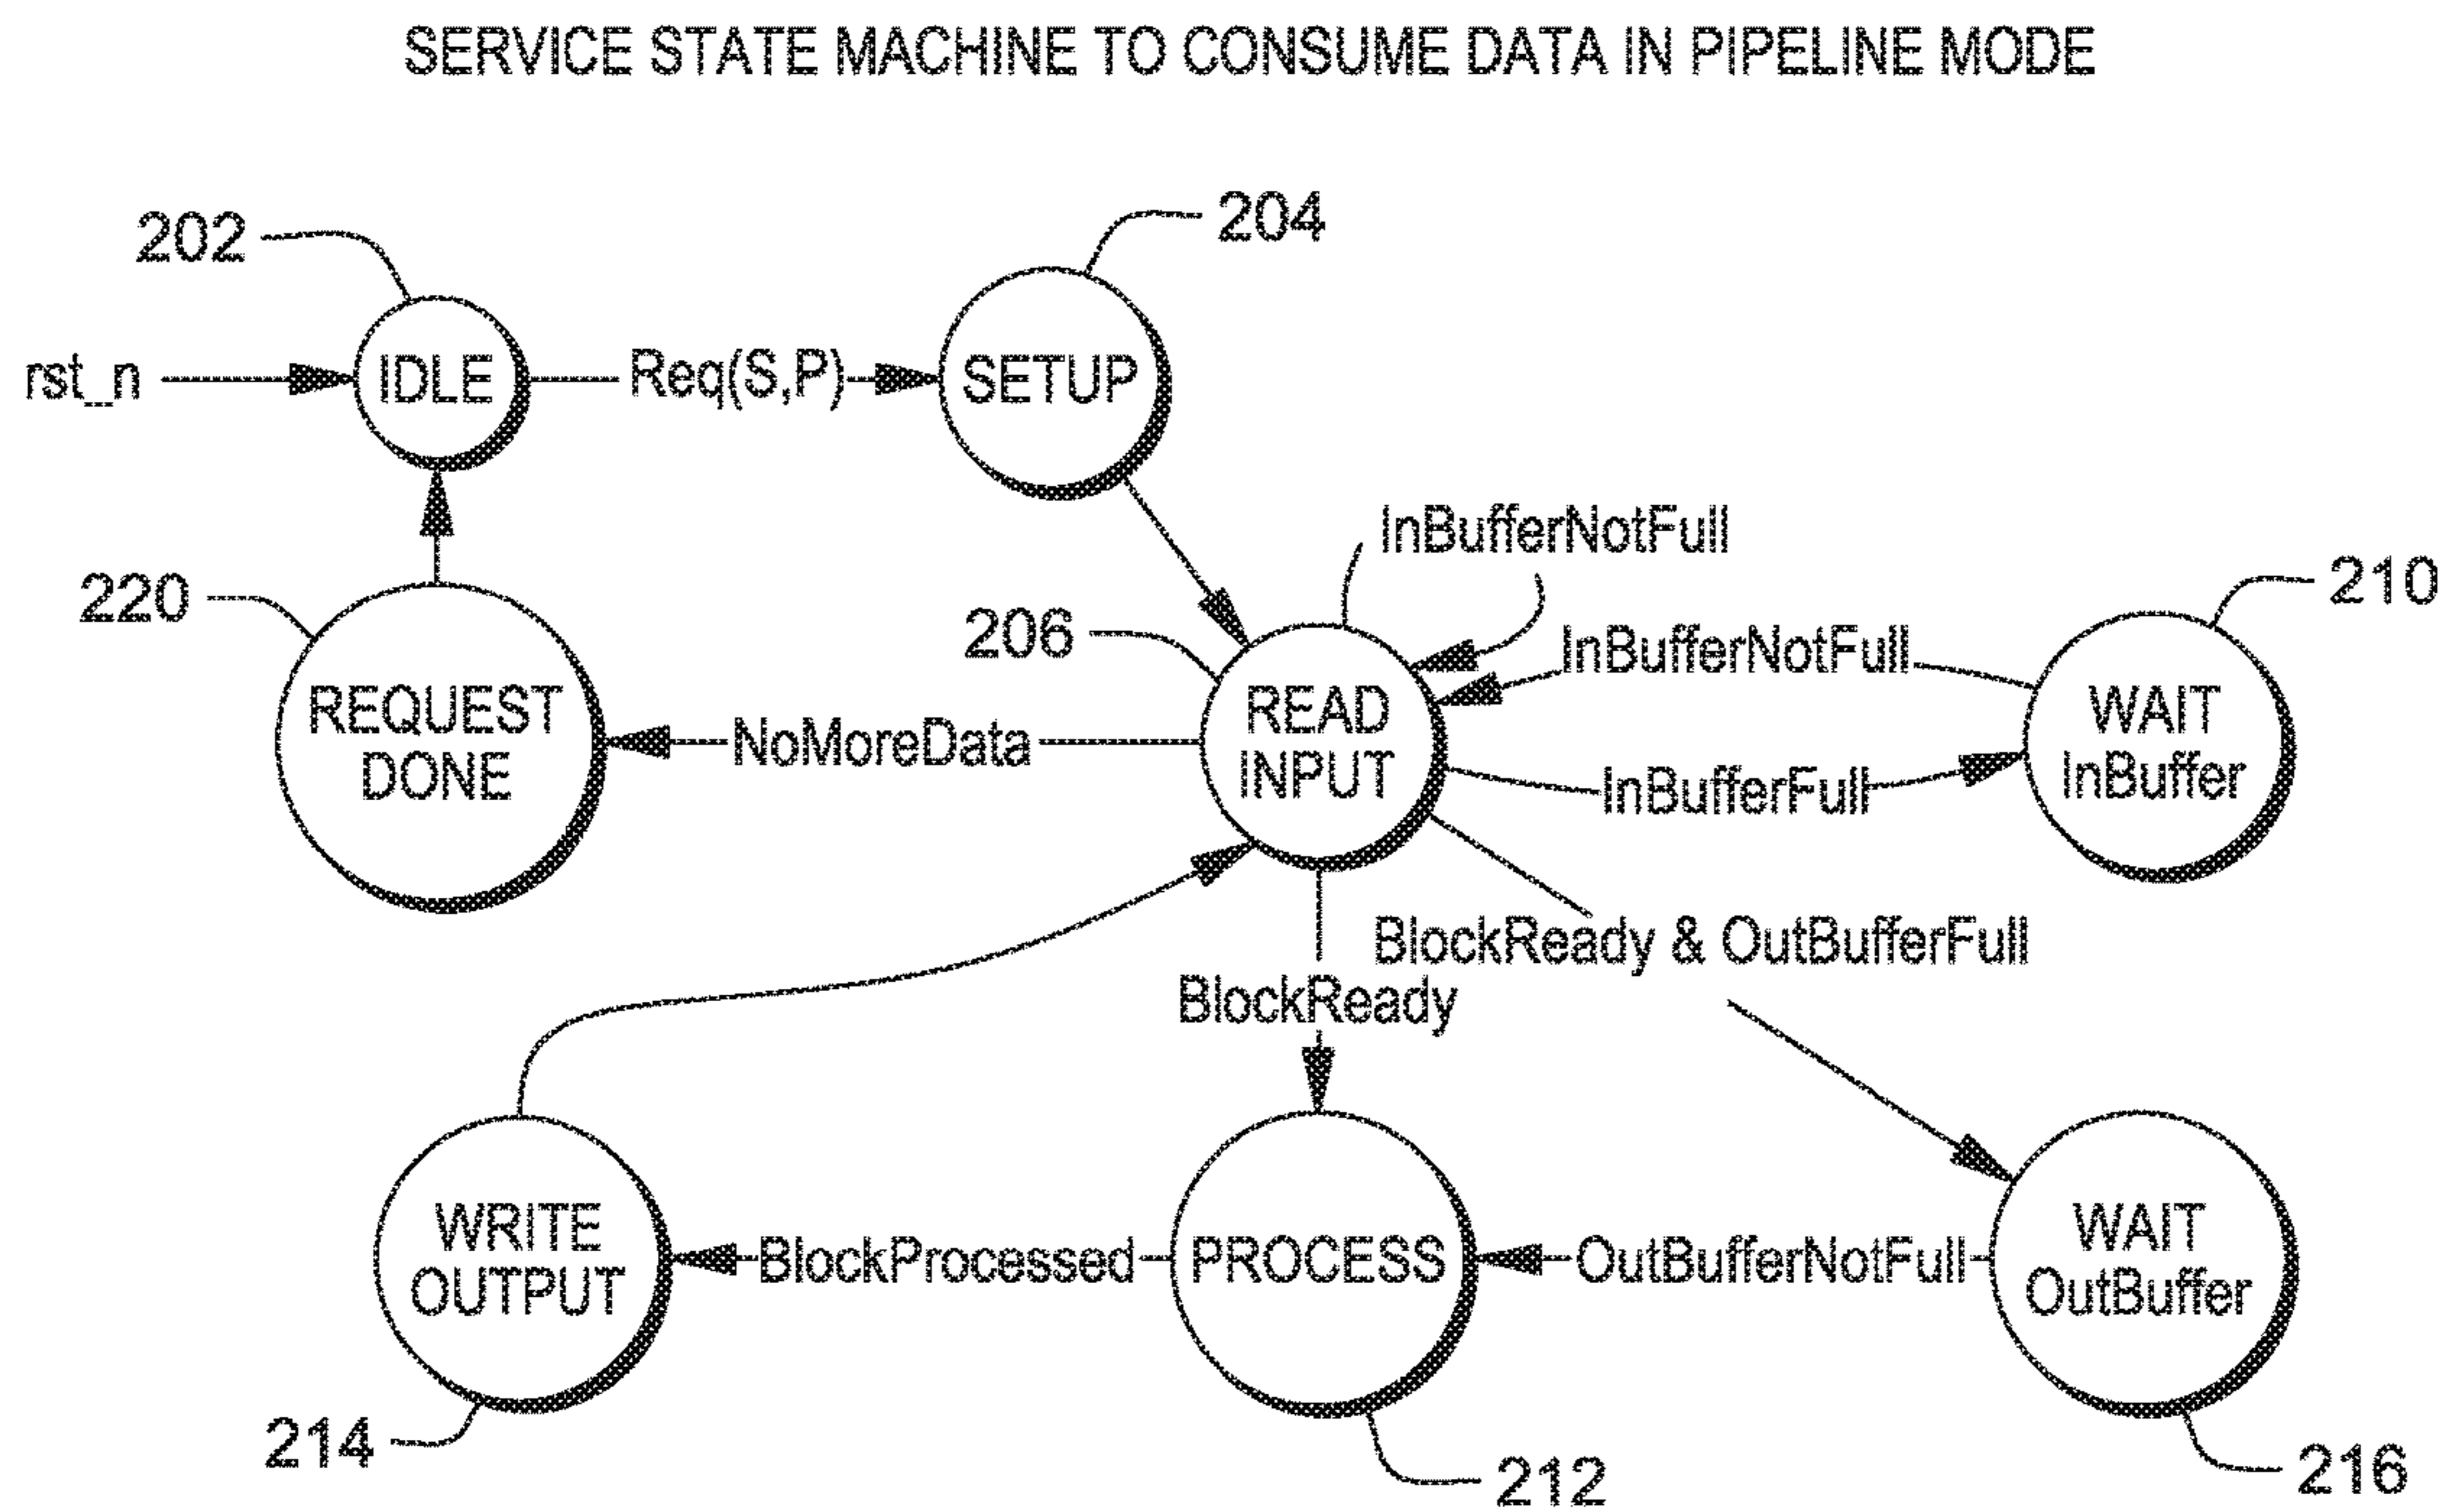 SERVICE STATE MACHINE TO CONSUME DATA IN PIPELINE MODE
202
204
rst_n
IDLE
Req(S,P)
SETUP
InBufferNotFull
210
220
206
InBufferNotFull
REQUEST
DONE
NoMoreData
READ
INPUT
WAIT
InBuffer
InBufferFull
BlockReady & OutBufferFull
BlockReady
WRITE
OUTPUT
BlockProcessed
PROCESS
OutBufferNotFull
WAIT
OutBuffer
214
212
216